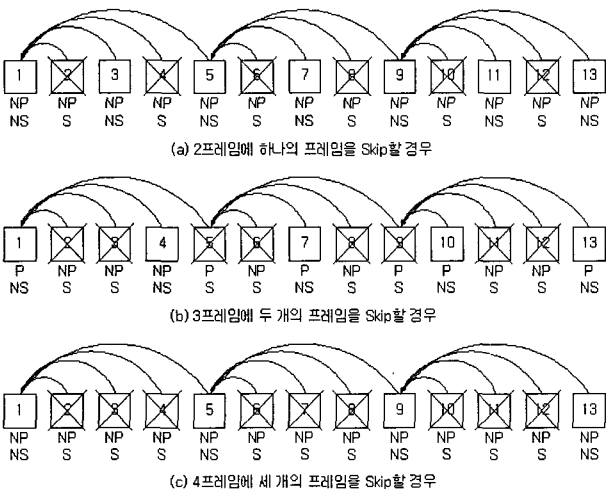 1 2 3 4 5 6 7 8 9 10 11 12 13
NP NP NP NP NP NP NP NP NP NP NP NP NP
NS S NS S NS S NS S NS S NS S NS
(a) 2프레임에 하나의 프레임을 Skip할 경우
1 2 3 4 5 6 7 8 9 10 11 12 13
P NP NP NP P NP P NP P P NP NP P
NS S S NS S S NS S S NS S S NS
(b) 3프레임에 두 개의 프레임을 Skip할 경우
1 2 3 4 5 6 7 8 9 10 11 12 13
NP NP NP NP NP NP NP NP NP NP NP NP NP
NS S S S NS S S S NS S S S NS
(c) 4프레임에 세 개의 프레임을 Skip할 경우